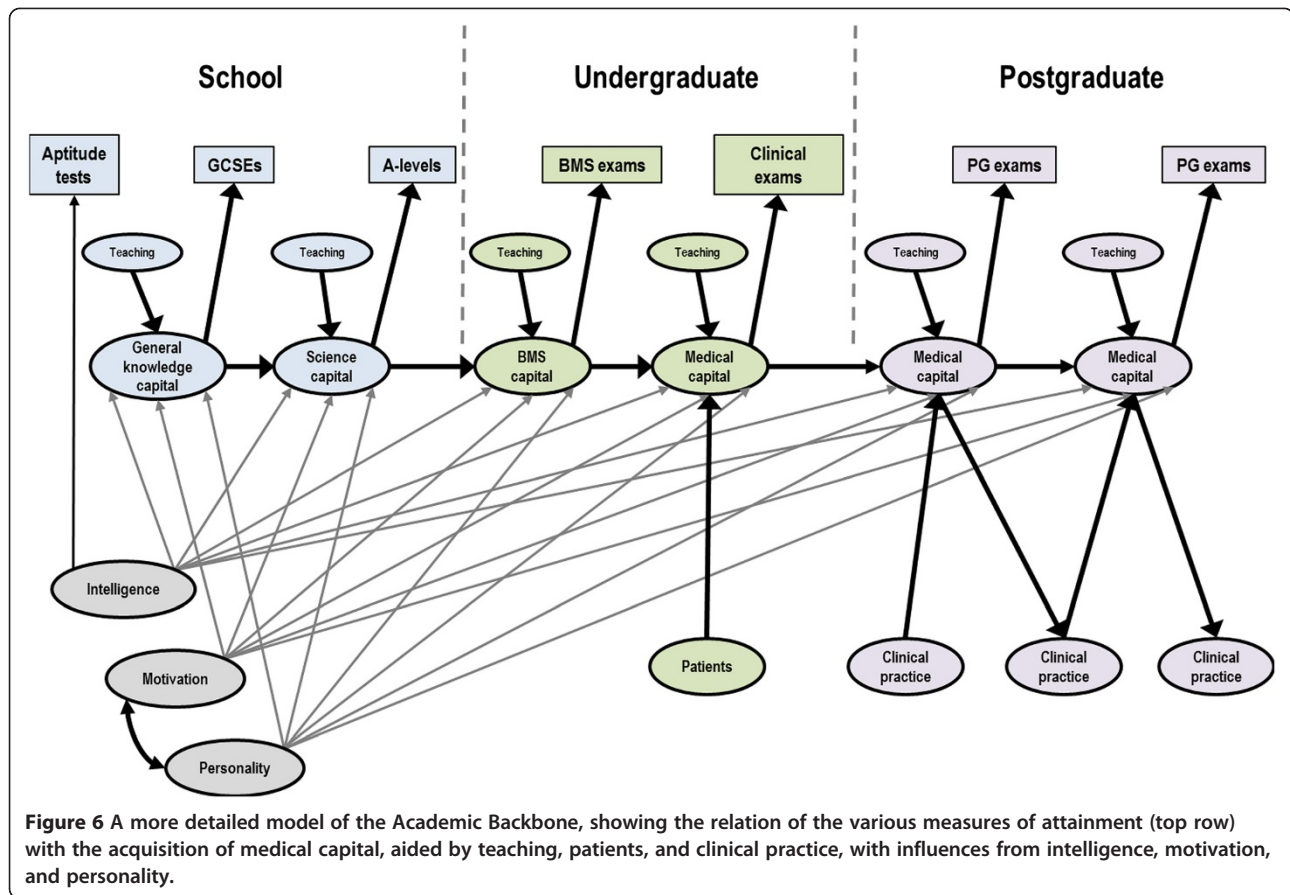 School
Undergraduate
Postgraduate
Aptitude
tests
GCSEs
A-levels
BMS exams
Clinical
exams
PG exams
PG exams
Teaching
Teaching
Teaching
Teaching
Teaching
Teaching
General
knowledge
capital
Science
capital
BMS
capital
Medical
capital
Medical
capital
Medical
capital
Intelligence
Motivation
Personality
Patients
Clinical
practice
Clinical
practice
Clinical
practice
Figure 6 A more detailed model of the Academic Backbone, showing the relation of the various measures of attainment (top row)
with the acquisition of medical capital, aided by teaching, patients, and clinical practice, with influences from intelligence, motivation,
and personality.